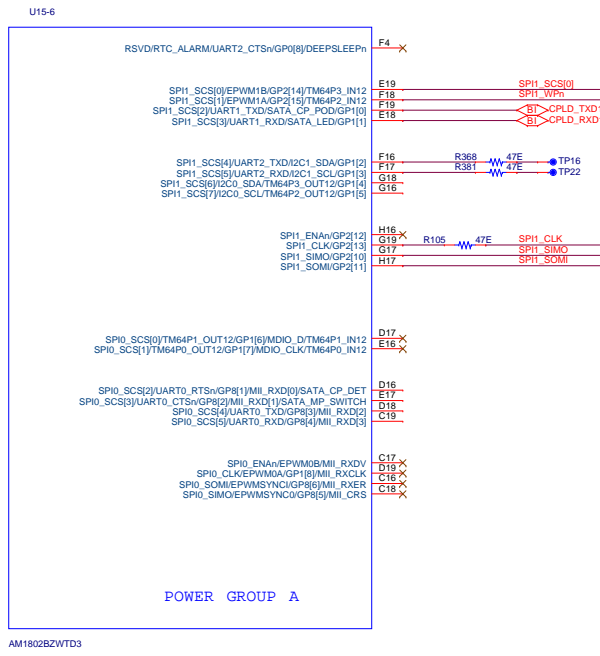 U15-6
RSVD/RTC_ALARM/UART2_CTSn/GP0[8]/DEEPSLEEPn F4
SPI1_SCS[0]/EPWM1B/GP2[14]/TM64P3_IN12 E19 SPI1_SCS[0]
SPI1_SCS[1]/EPWM1A/GP2[15]/TM64P2_IN12 F18 SPI1_WPn
SPI1_SCS[2]/UART1_TXD/SATA_CP_POD/GP1[0] F19 BI CPLD_TXD1
SPI1_SCS[3]/UART1_RXD/SATA_LED/GP1[1] E18 BI CPLD_RXD1
SPI1_SCS[4]/UART2_TXD/I2C1_SDA/GP1[2] F16 R368 47E TP16
SPI1_SCS[5]/UART2_RXD/I2C1_SCL/GP1[3] F17 R381 47E TP22
SPI1_SCS[6]/I2C0_SDA/TM64P3_OUT12/GP1[4] G18
SPI1_SCS[7]/I2C0_SCL/TM64P2_OUT12/GP1[5] G16
SPI1_ENAn/GP2[12] H16
SPI1_CLK/GP2[13] G19 R105 47E SPI1_CLK
SPI1_SIMO/GP2[10] G17 SPI1_SIMO
SPI1_SOMI/GP2[11] H17 SPI1_SOMI
SPI0_SCS[0]/TM64P1_OUT12/GP1[6]/MDIO_D/TM64P1_IN12 D17
SPI0_SCS[1]/TM64P0_OUT12/GP1[7]/MDIO_CLK/TM64P0_IN12 E16
SPI0_SCS[2]/UART0_RTSn/GP8[1]/MII_RXD[0]/SATA_CP_DET D16
SPI0_SCS[3]/UART0_CTSn/GP8[2]/MII_RXD[1]/SATA_MP_SWITCH E17
SPI0_SCS[4]/UART0_TXD/GP8[3]/MII_RXD[2] D18
SPI0_SCS[5]/UART0_RXD/GP8[4]/MII_RXD[3] C19
SPI0_ENAn/EPWM0B/MII_RXDV C17
SPI0_CLK/EPWM0A/GP1[8]/MII_RXCLK D19
SPI0_SOMI/EPWMSYNCI/GP8[6]/MII_RXER C16
SPI0_SIMO/EPWMSYNC0/GP8[5]/MII_CRS C18
POWER GROUP A
AM1802BZWTD3